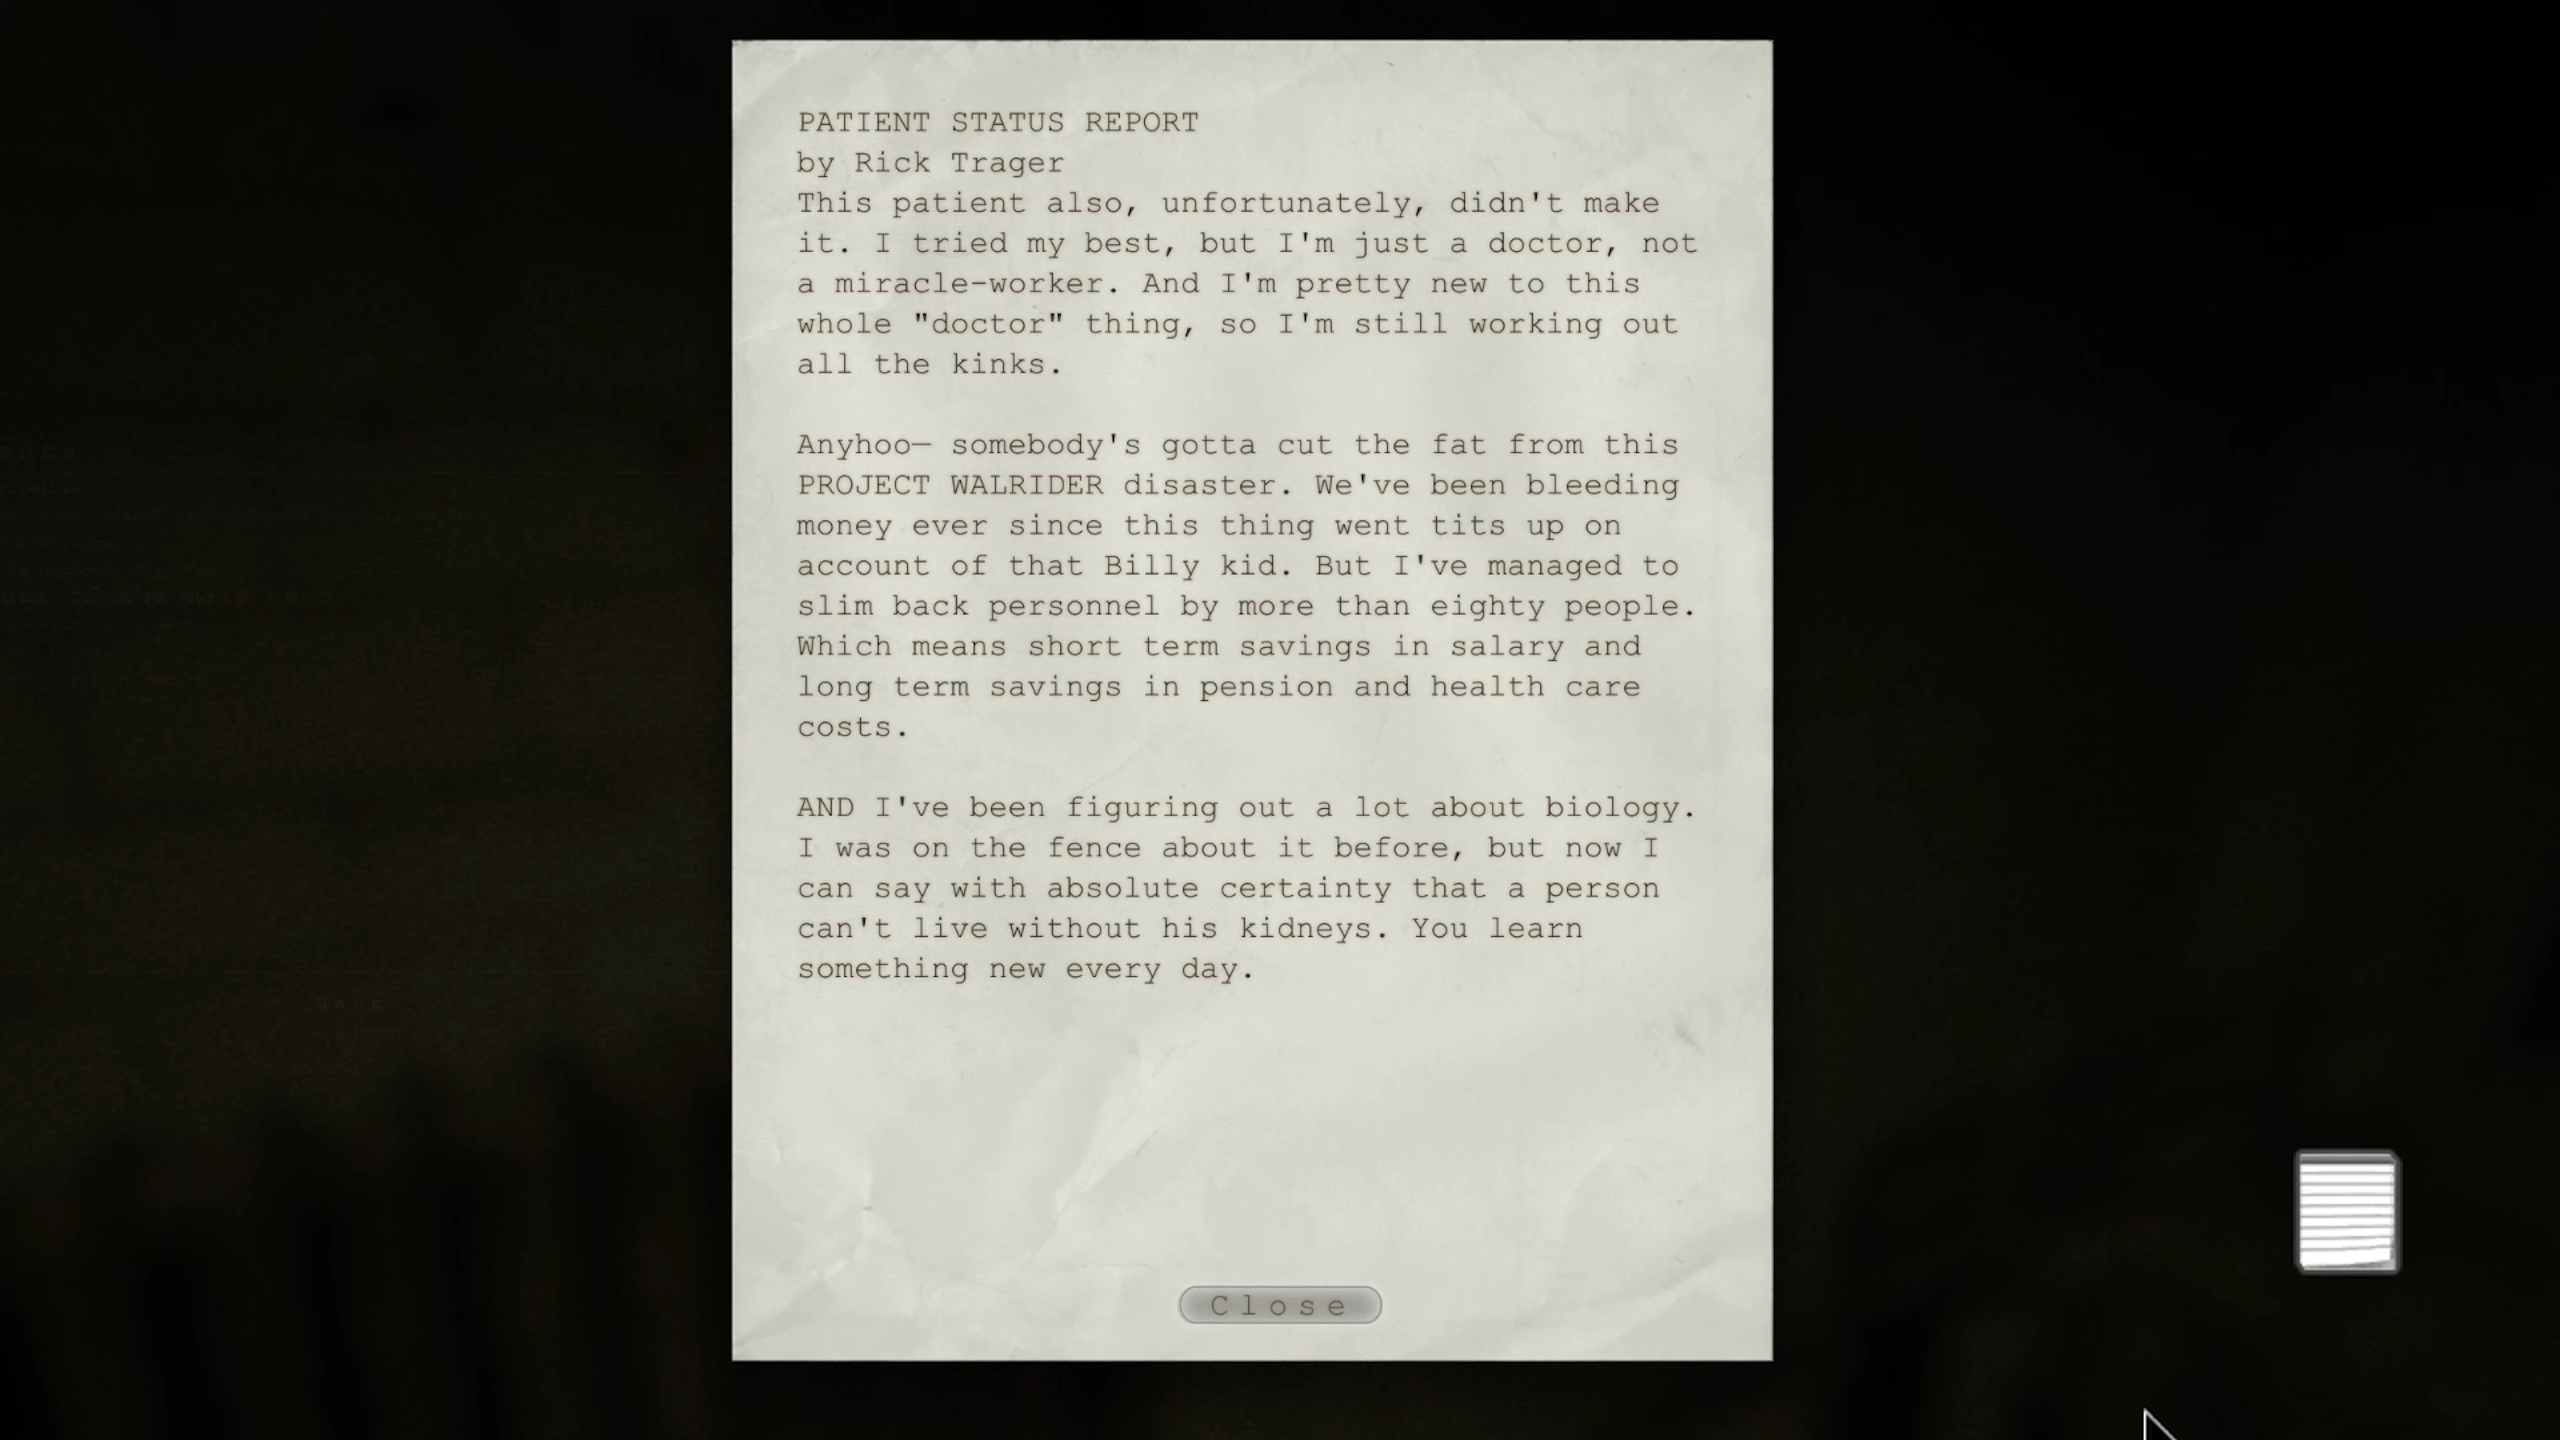 PATIENT STATUS REPORT
by Rick Trager
This patient also, unfortunately, didn't make
it. I tried my best, but I'm just a doctor, not
a miracle-worker. And I'm pretty new to this
whole "doctor" thing, so I'm still working out
all the kinks.
Anyhoo— somebody's gotta cut the fat from this
PROJECT WALRIDER disaster. We've been bleeding
money ever since this thing went tits up on
account of that Billy kid. But I've managed to
slim back personnel by more than eighty people.
Which means short term savings in salary and
long term savings in pension and health care
costs.
AND I've been figuring out a lot about biology.
I was on the fence about it before, but now I
can say with absolute certainty that a person
can't live without his kidneys. You learn
something new every day.
Back
Close